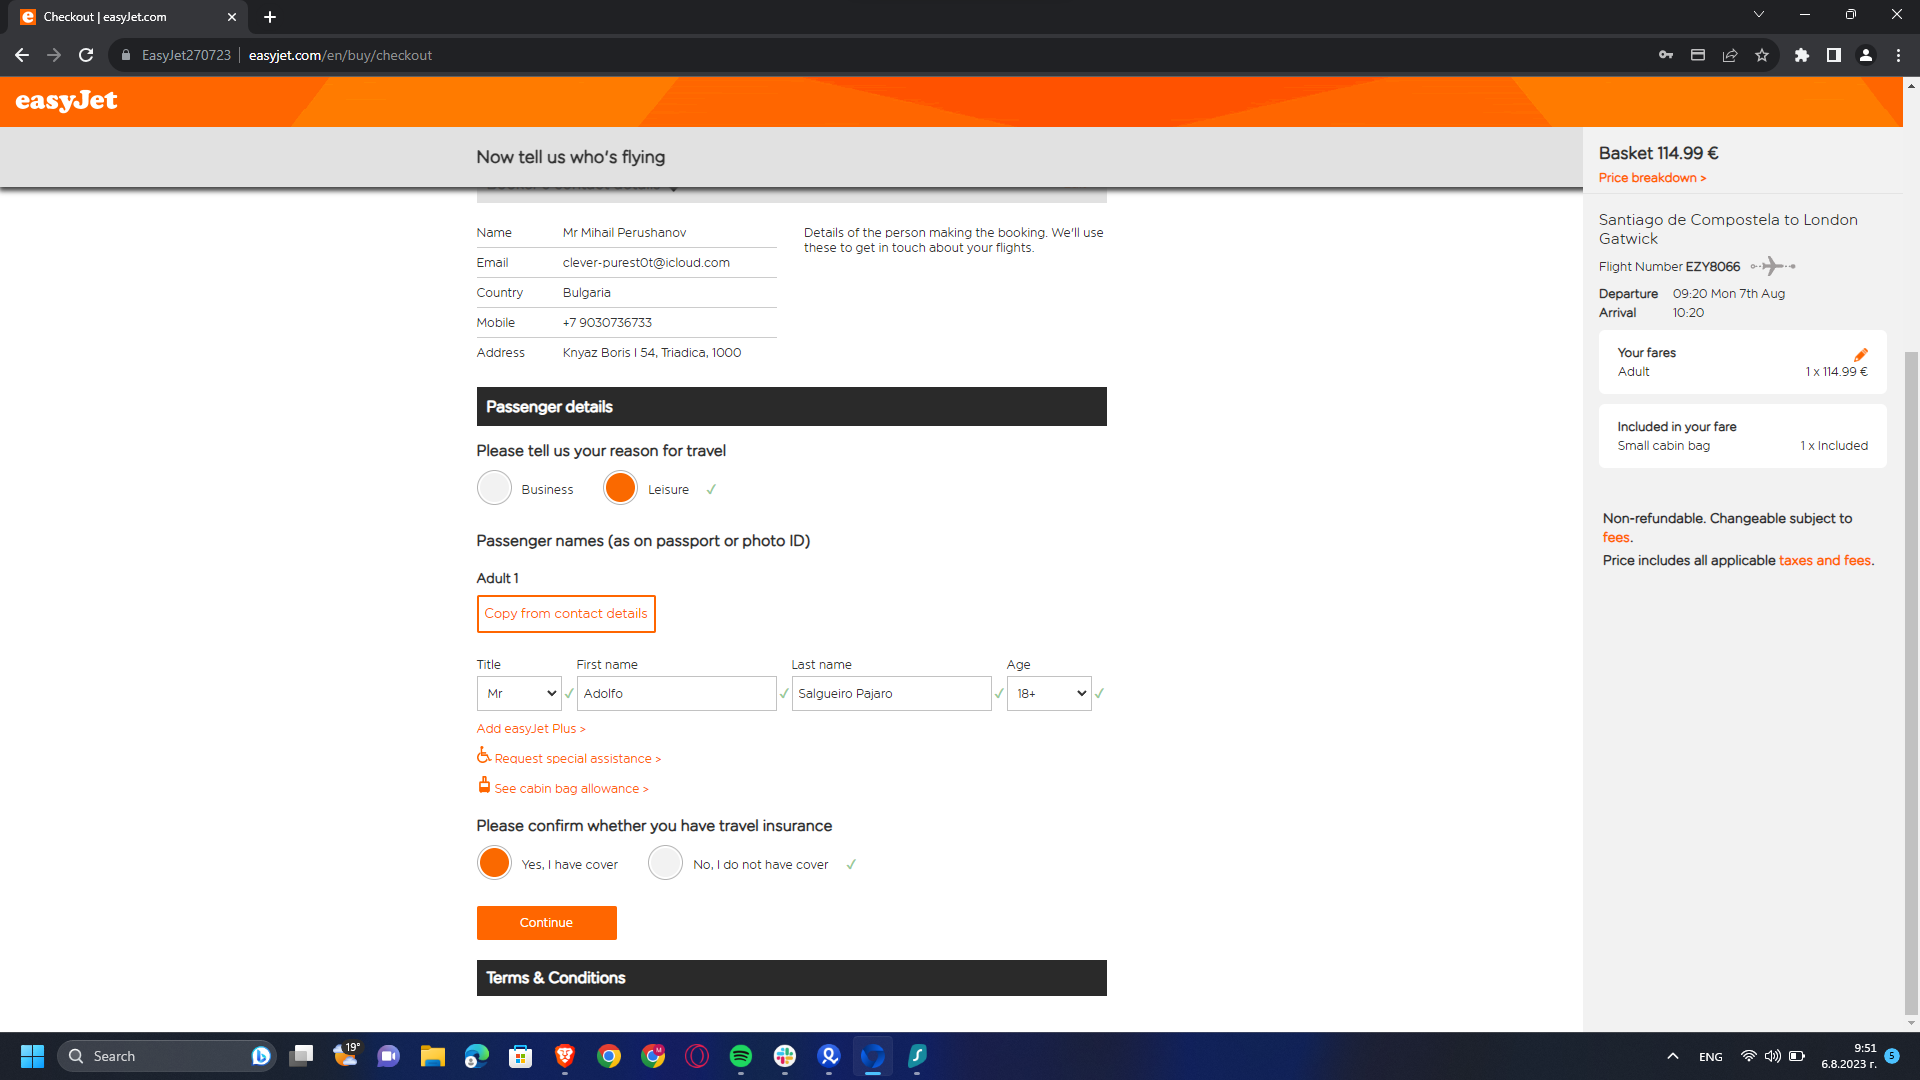 Checkout | easyJet.com
EasyJet270723 easyjet.com/en/buy/checkout
easyJet
Now tell us who's flying
Name Mr Mihail Perushanov
Email clever-purest0t@icloud.com
Country Bulgaria
Mobile +7 9030736733
Address Knyaz Boris I 54, Triadica, 1000
Details of the person making the booking. We'll use
these to get in touch about your flights.
Passenger details
Please tell us your reason for travel
Business Leisure
Passenger names (as on passport or photo ID)
Adult 1
Copy from contact details
Title First name Last name Age
Mr Adolfo Salgueiro Pajaro 18+
Add easyJet Plus >
Request special assistance >
See cabin bag allowance >
Please confirm whether you have travel insurance
Yes, I have cover No, I do not have cover
Continue
Terms & Conditions
Basket 114.99 €
Price breakdown >
Santiago de Compostela to London
Gatwick
Flight Number EZY8066
Departure 09:20 Mon 7th Aug
Arrival 10:20
Your fares
Adult 1 x 114.99 €
Included in your fare
Small cabin bag 1 x Included
Non-refundable. Changeable subject to
fees.
Price includes all applicable taxes and fees.
Search
19°
ENG
9:51
6.8.2023 г.
5